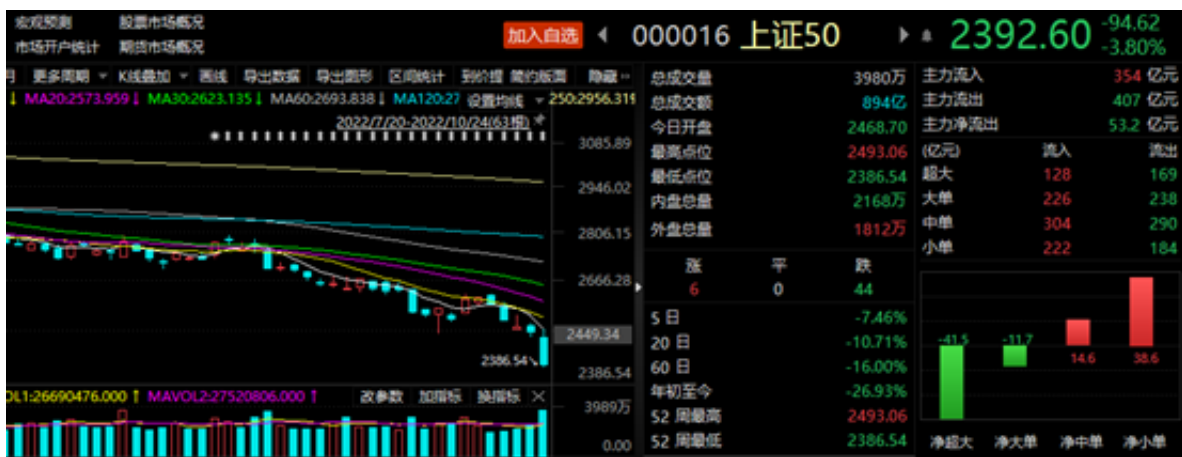 宏观预测 股票市场概况
市场开户统计 期货市场概况
加入自选 000016 上证50 2392.60 -94.62 -3.80%
月 更多周期 K线叠加 画线 导出数据 导出图形 区间统计 到价提 简约版面 隐藏
MA20:2573.959↓ MA30:2623.135↓ MA60:2693.838↓ MA120:27 设置均线 250:2956.319
2022/7/20-2022/10/24(63根)
3085.89
2946.02
2806.15
2666.28
2449.34
2386.54
2386.54
OL1:26690476.000↑ MAVOL2:27520806.000↑ 改参数 加指标 换指标 ×
3989万
0.00
总成交量 3980万
总成交额 894亿
今日开盘 2468.70
最高点位 2493.06
最低点位 2386.54
内盘总量 2168万
外盘总量 1812万
涨 平 跌
6 0 44
5日 -7.46%
20日 -10.71%
60日 -16.00%
年初至今 -26.93%
52周最高 2493.06
52周最低 2386.54
主力流入 354 亿元
主力流出 407 亿元
主力净流出 53.2 亿元
(亿元) 流入 流出
超大 128 169
大单 226 238
中单 304 290
小单 222 184
-41.5 -11.7 14.6 38.6
净超大 净大单 净中单 净小单